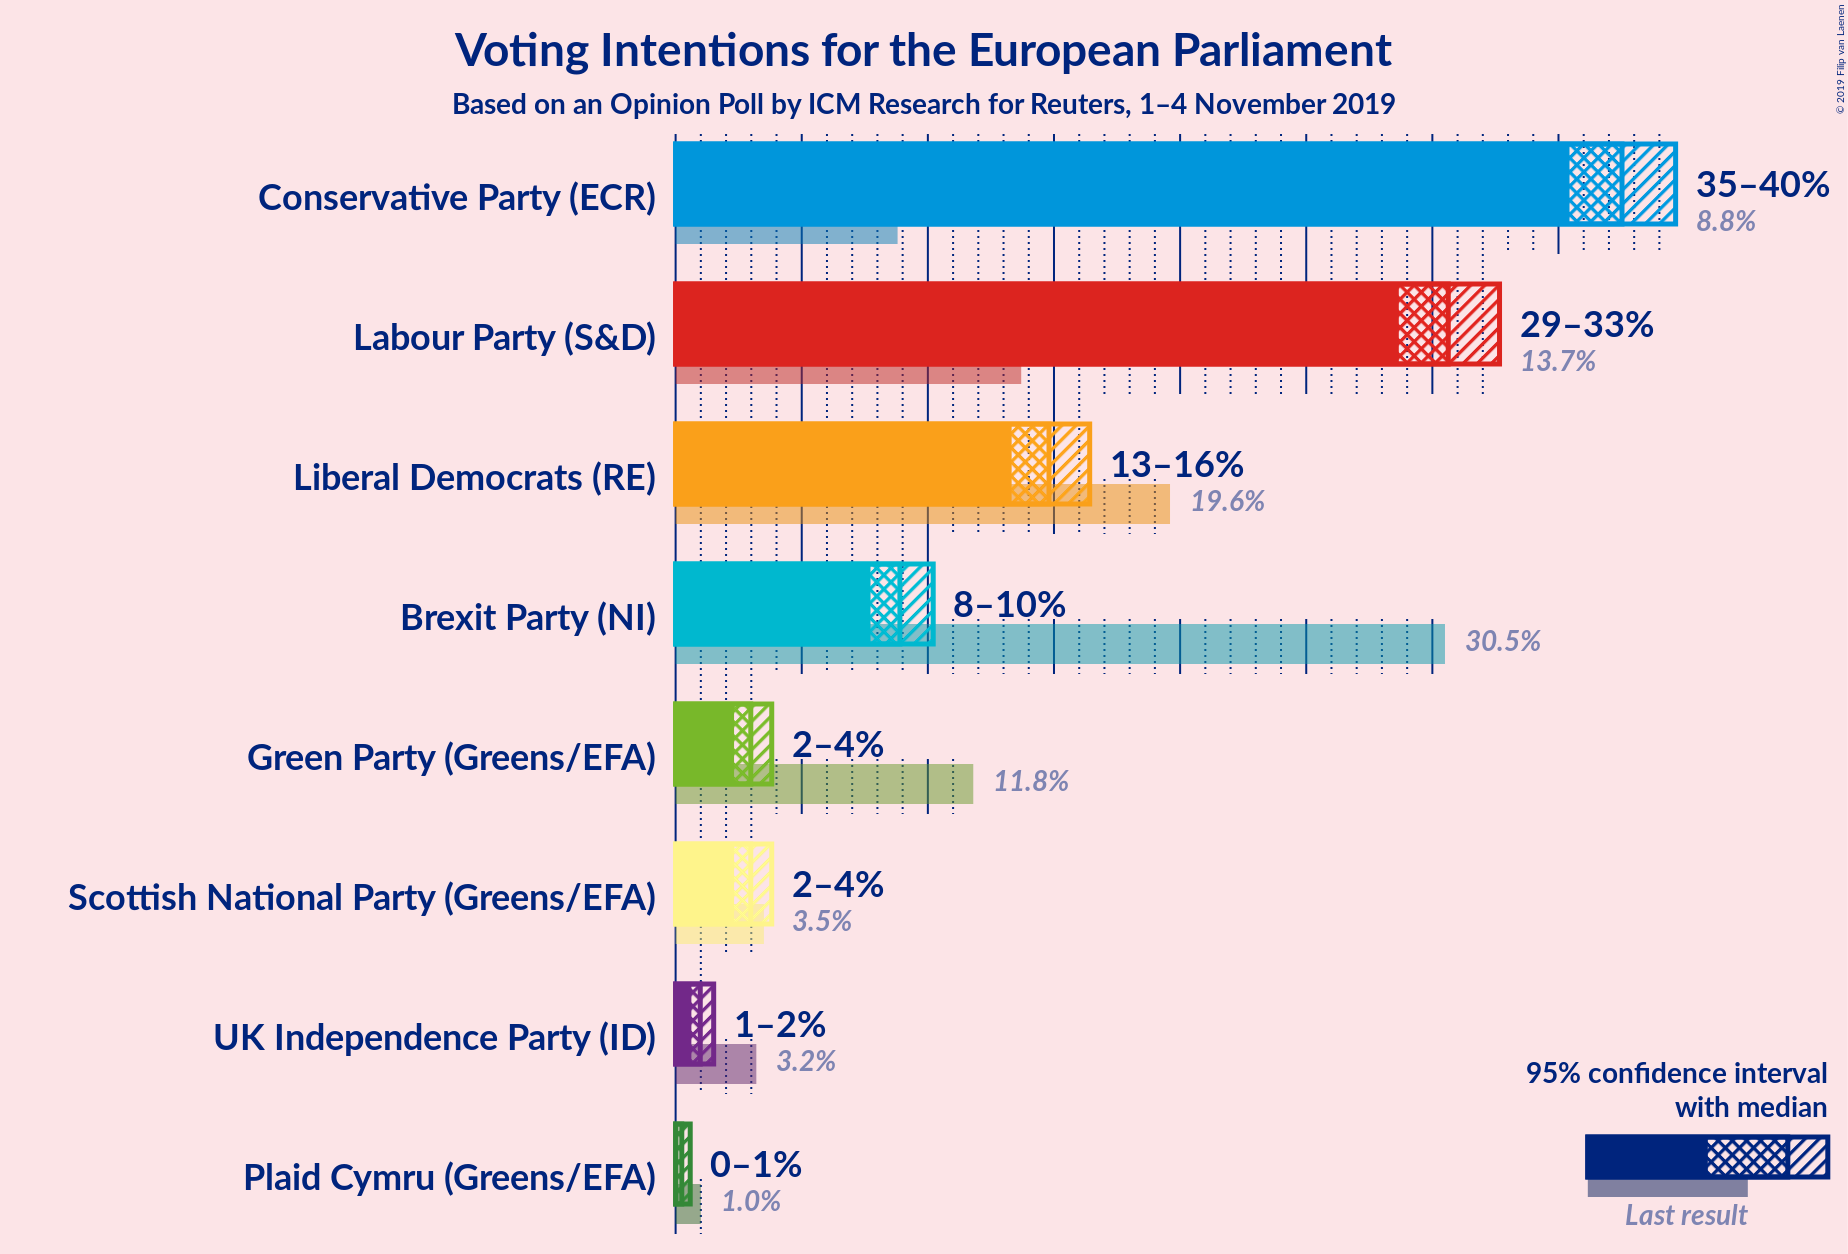 Voting Intentions for the European Parliament
Based on an Opinion Poll by ICM Research for Reuters, 1–4 November 2019
© 2019 Filip van Laenen
Conservative Party (ECR)
35–40%
8.8%
Labour Party (S&D)
29–33%
13.7%
Liberal Democrats (RE)
13–16%
19.6%
Brexit Party (NI)
8–10%
30.5%
Green Party (Greens/EFA)
2–4%
11.8%
Scottish National Party (Greens/EFA)
2–4%
3.5%
UK Independence Party (ID)
1–2%
3.2%
Plaid Cymru (Greens/EFA)
0–1%
1.0%
95% confidence interval
with median
Last result